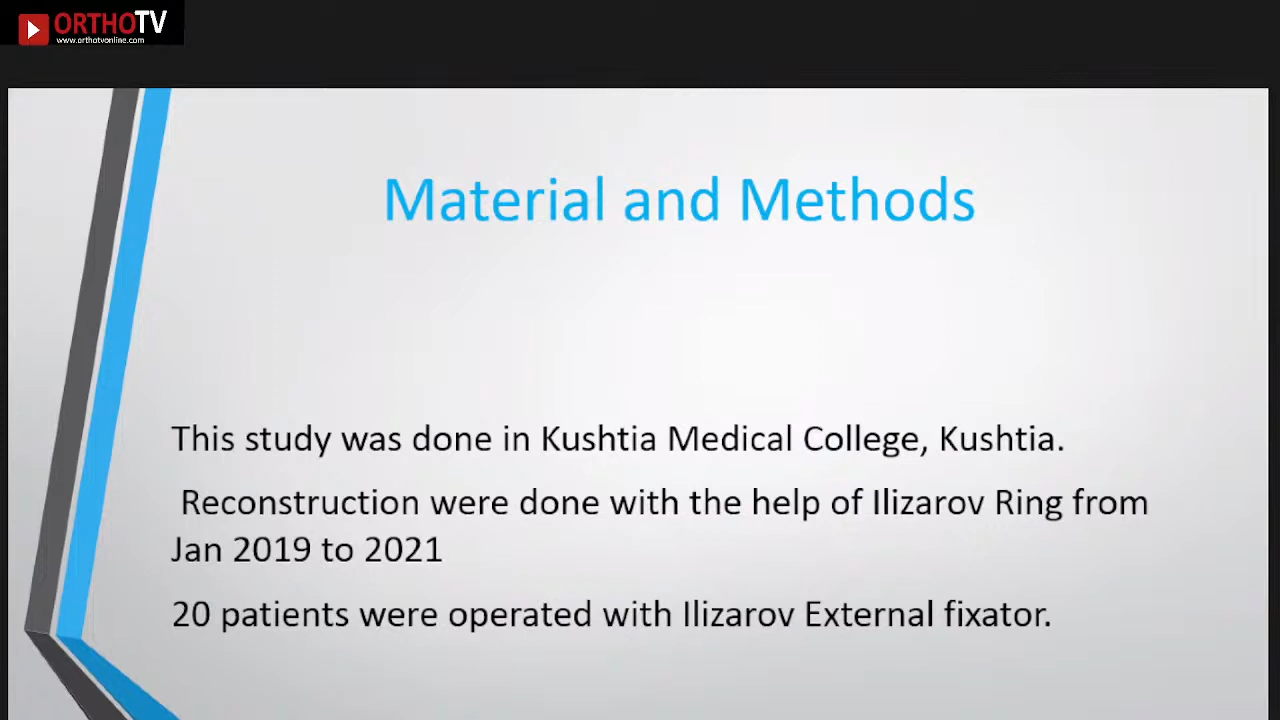 ORTHOTV
www.orthotvonline.com
Material and Methods
This study was done in Kushtia Medical College, Kushtia.
Reconstruction were done with the help of Ilizarov Ring from
Jan 2019 to 2021
20 patients were operated with Ilizarov External fixator.